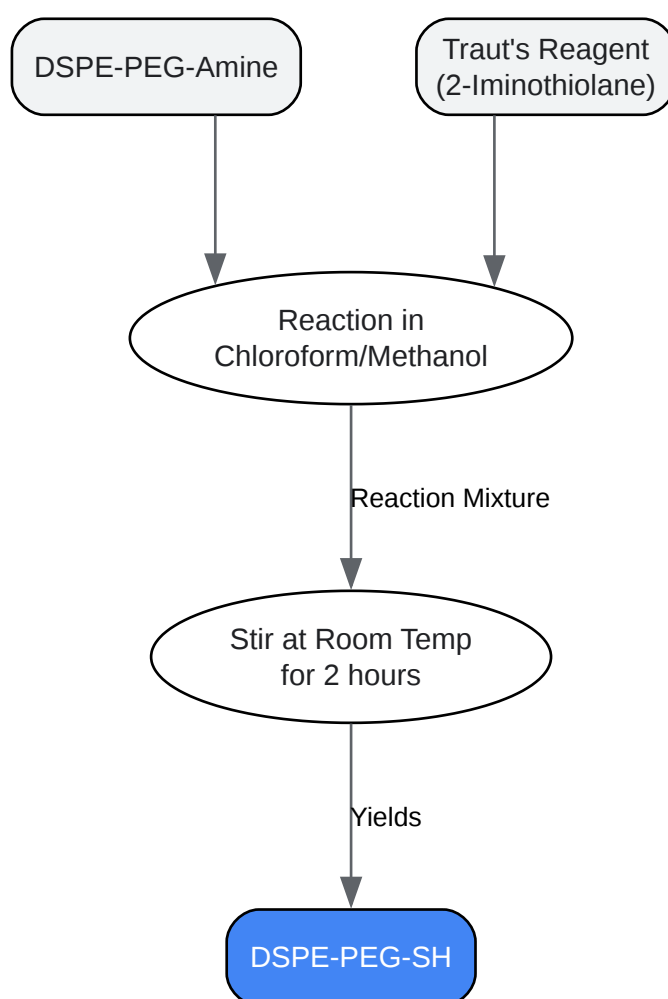 DSPE-PEG-Amine
Traut's Reagent
(2-Iminothiolane)
Reaction in
Chloroform/Methanol
Reaction Mixture
Stir at Room Temp
for 2 hours
Yields
DSPE-PEG-SH